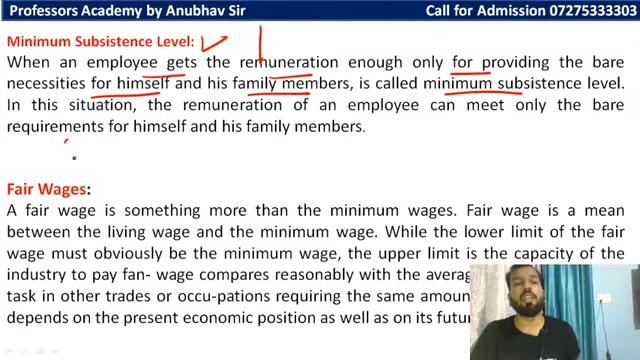 Professors Academy by Anubhav Sir Call for Admission 07275333303
Minimum Subsistence Level:
When an employee gets the remuneration enough only for providing the bare
necessities for himself and his family members, is called minimum subsistence level.
In this situation, the remuneration of an employee can meet only the bare
requirements for himself and his family members.
Fair Wages:
A fair wage is something more than the minimum wages. Fair wage is a mean
between the living wage and the minimum wage. While the lower limit of the fair
wage must obviously be the minimum wage, the upper limit is the capacity of the
industry to pay fan- wage compares reasonably with the average
task in other trades or occu-pations requiring the same amount
depends on the present economic position as well as on its future